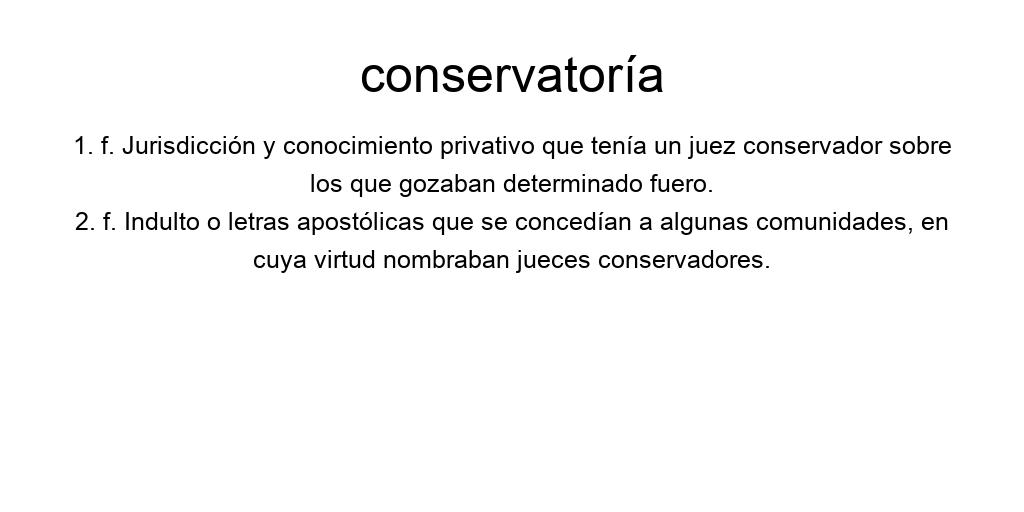 conservatoría
1. f. Jurisdicción y conocimiento privativo que tenía un juez conservador sobre
los que gozaban determinado fuero.
2. f. Indulto o letras apostólicas que se concedían a algunas comunidades, en
cuya virtud nombraban jueces conservadores.